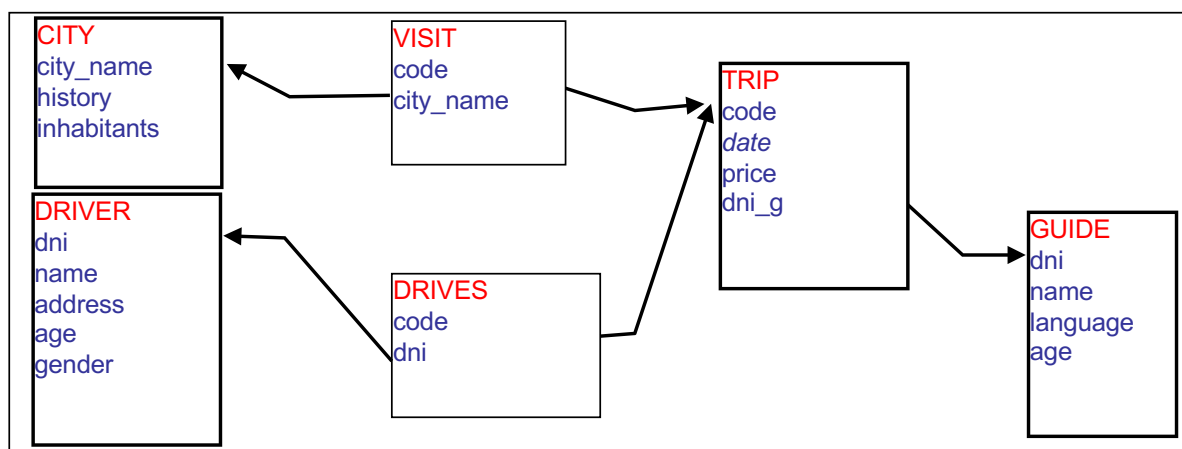 CITY
city_name
history
inhabitants
VISIT
code
city_name
TRIP
code
date
price
dni_g
DRIVER
dni
name
address
age
gender
DRIVES
code
dni
GUIDE
dni
name
language
age